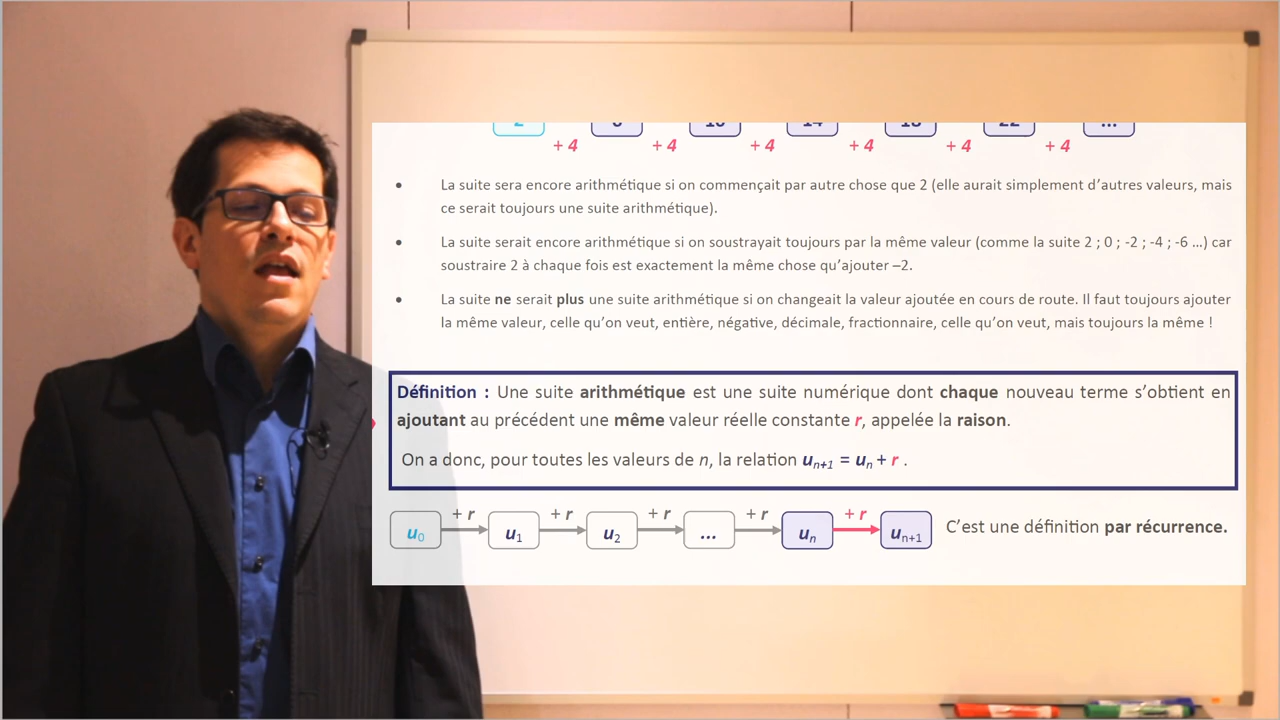 + 4 + 4 + 4 + 4 + 4 + 4
• La suite sera encore arithmétique si on commençait par autre chose que 2 (elle aurait simplement d’autres valeurs, mais
ce serait toujours une suite arithmétique).
• La suite serait encore arithmétique si on soustrayait toujours par la même valeur (comme la suite 2 ; 0 ; -2 ; -4 ; -6 …) car
soustraire 2 à chaque fois est exactement la même chose qu’ajouter –2.
• La suite ne serait plus une suite arithmétique si on changeait la valeur ajoutée en cours de route. Il faut toujours ajouter
la même valeur, celle qu’on veut, entière, négative, décimale, fractionnaire, celle qu’on veut, mais toujours la même !
Définition : Une suite arithmétique est une suite numérique dont chaque nouveau terme s’obtient en
ajoutant au précédent une même valeur réelle constante r, appelée la raison.
On a donc, pour toutes les valeurs de n, la relation uₙ₊₁ = uₙ + r .
+ r + r + r + r + r
u₀ u₁ u₂ ... uₙ uₙ₊₁ C’est une définition par récurrence.